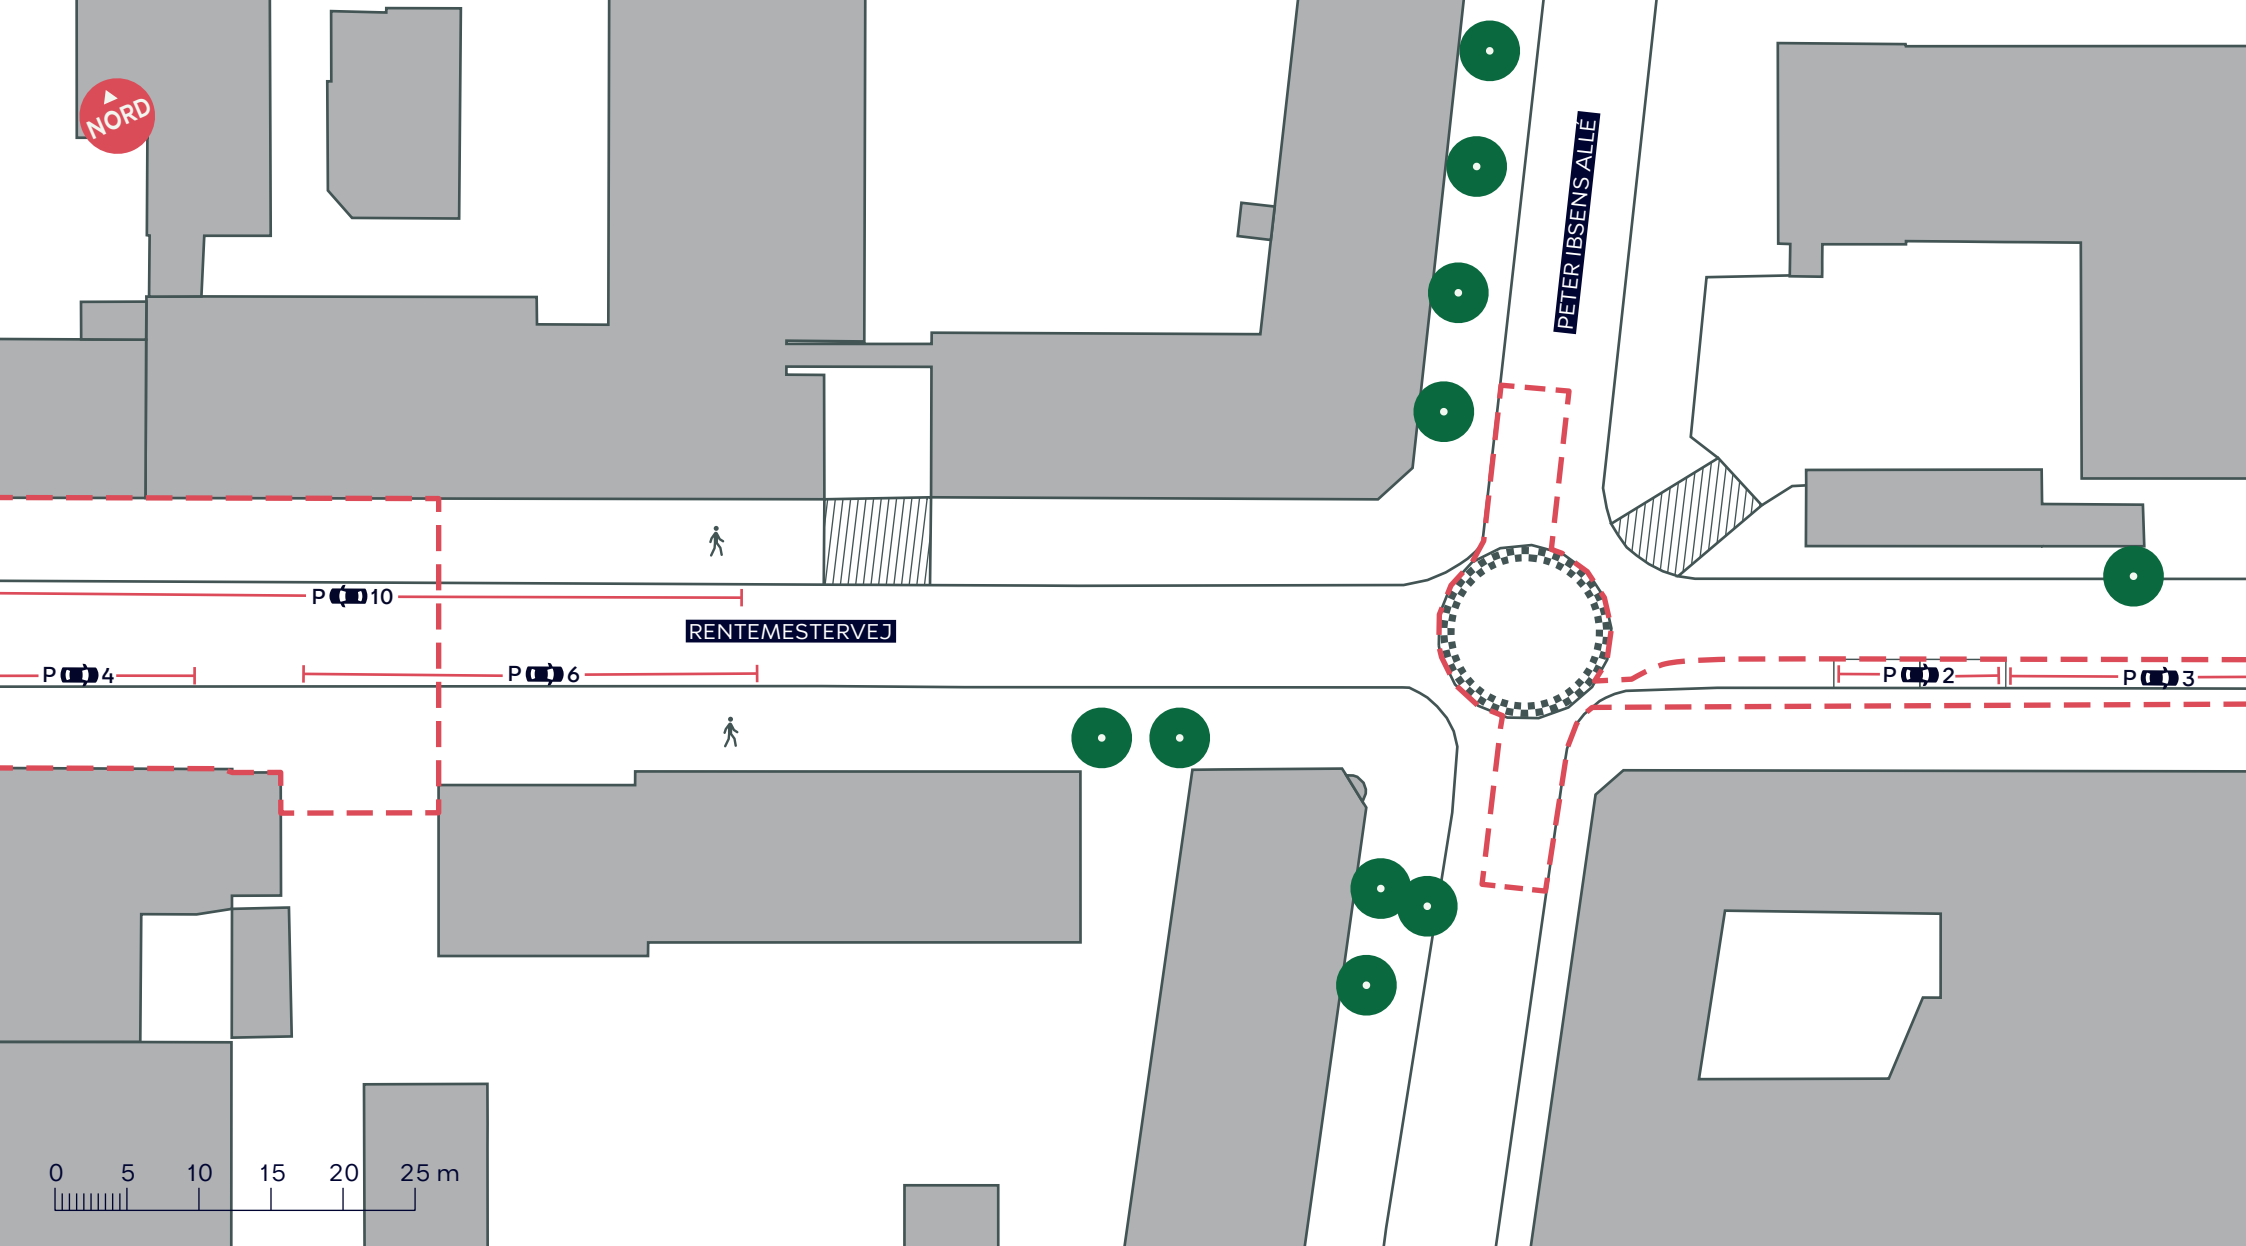 NORD
PETER IBSENS ALLÉ
P 10
RENTEMESTERVEJ
P 4
P 6
P 2
P 3
0 5 10 15 20 25 m